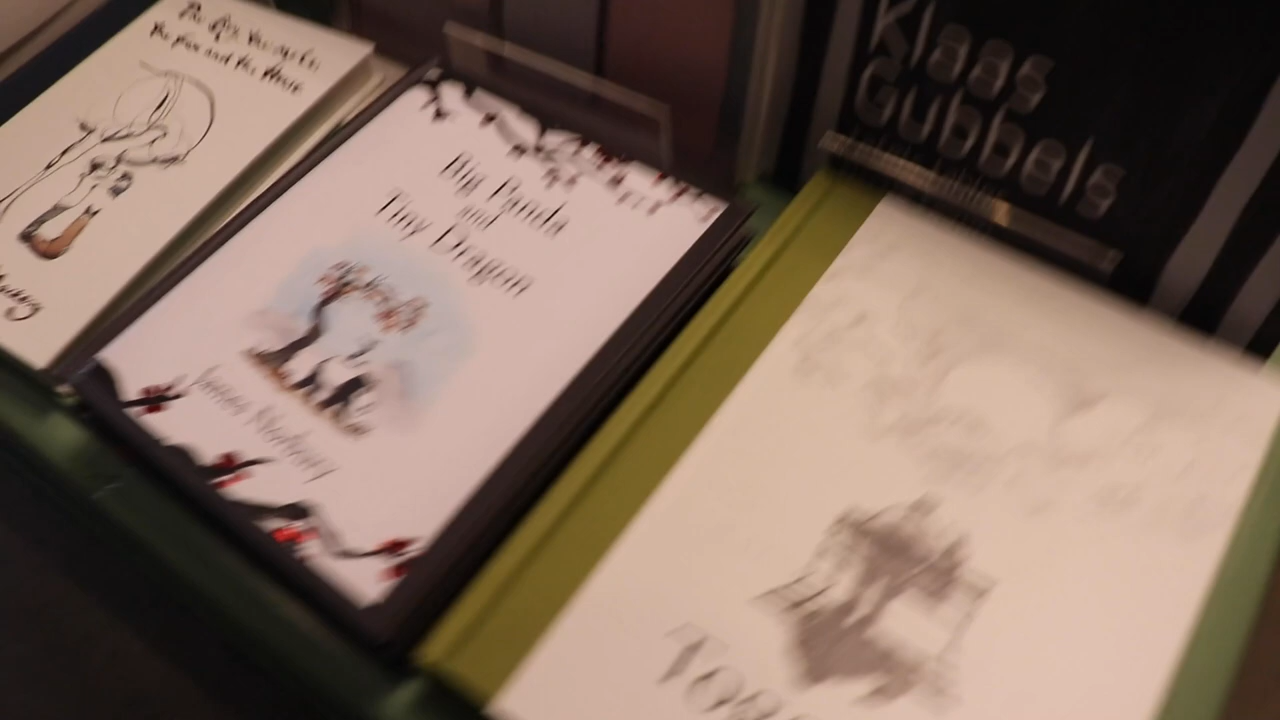 The Boy, the mole,
the Fox and the Horse
Big Panda
and
Tiny Dragon
James Norbury
Klaas
Gubbels